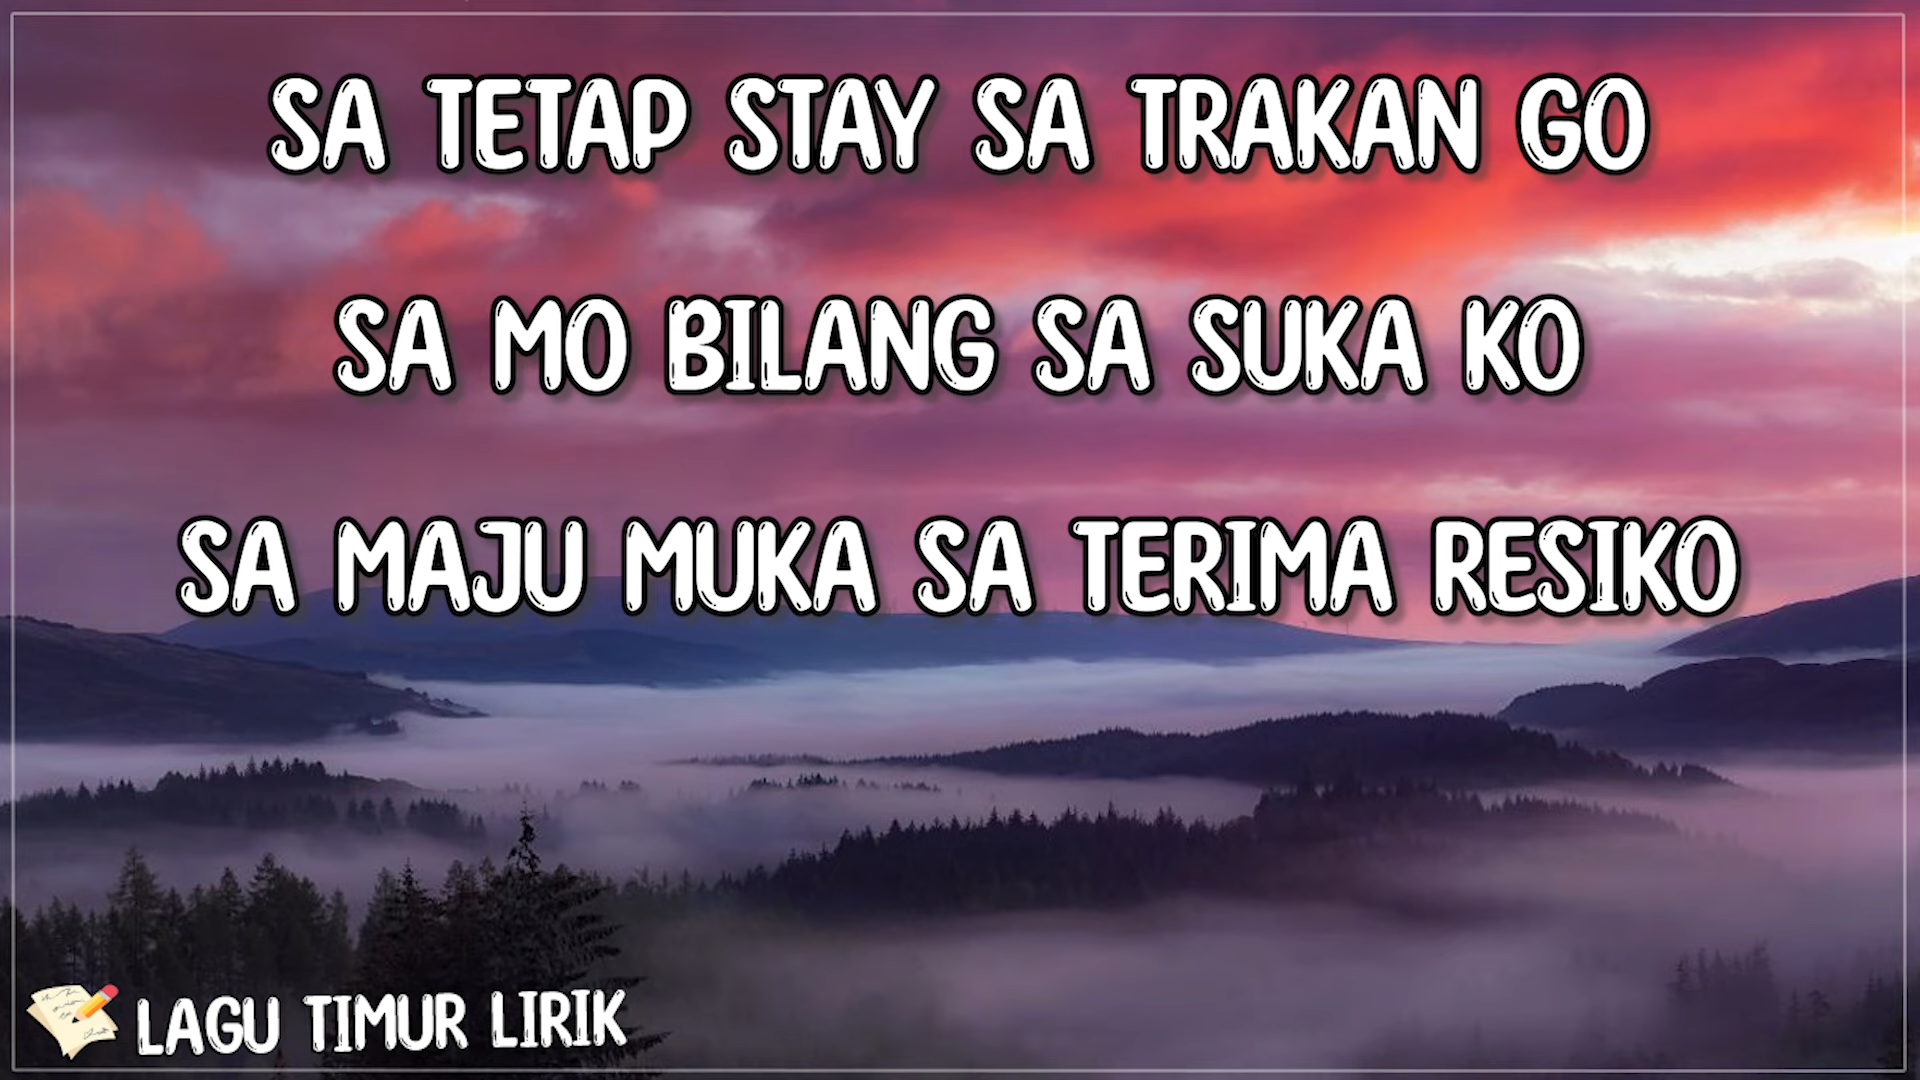 SA TETAP STAY SA TRAKAN GO
SA MO BILANG SA SUKA KO
SA MAJU MUKA SA TERIMA RESIKO
LAGU TIMUR LIRIK